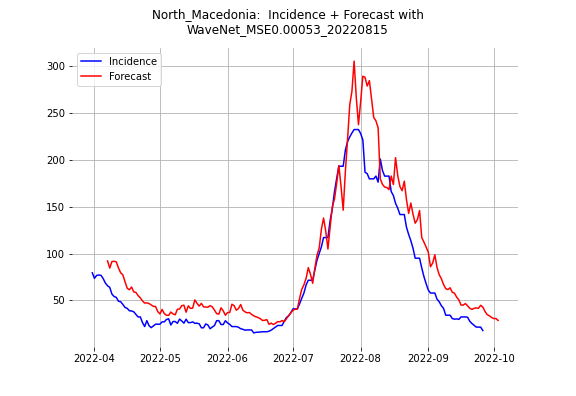 North_Macedonia:  Incidence + Forecast with
WaveNet_MSE0.00053_20220815
Incidence
Forecast
300
250
200
150
100
50
2022-04 2022-05 2022-06 2022-07 2022-08 2022-09 2022-10